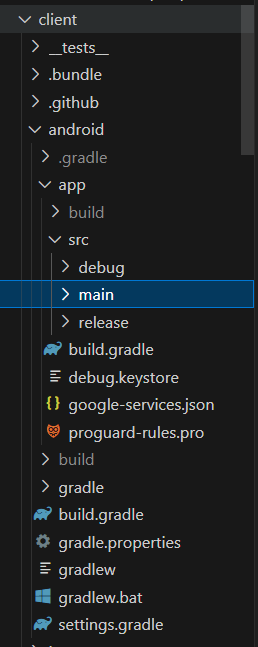 client
__tests__
.bundle
.github
android
.gradle
app
build
src
debug
main
release
build.gradle
debug.keystore
google-services.json
proguard-rules.pro
build
gradle
build.gradle
gradle.properties
gradlew
gradlew.bat
settings.gradle